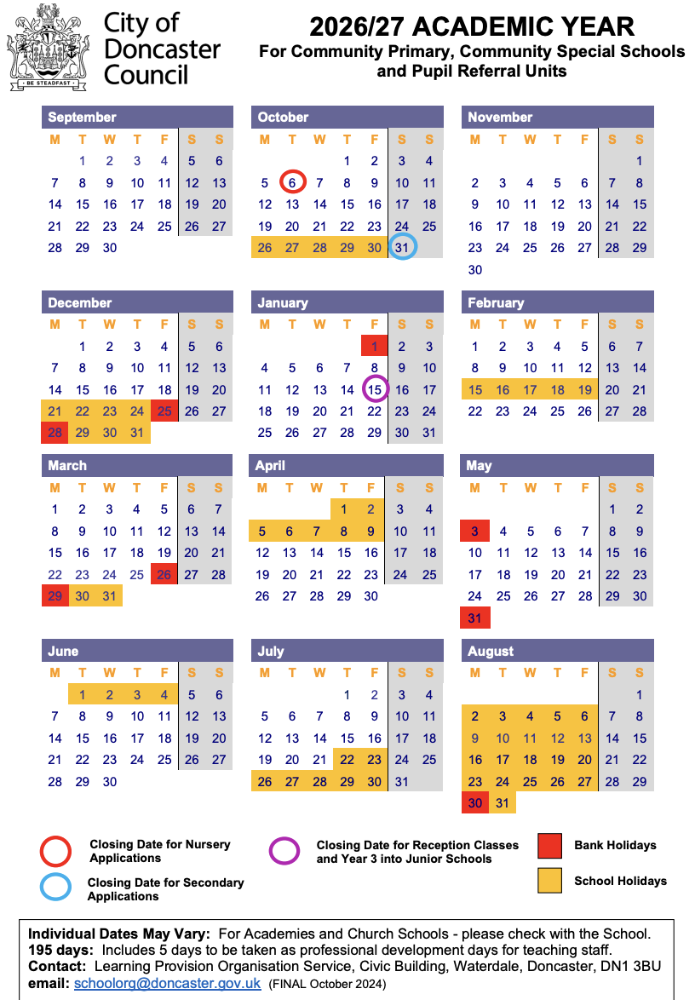 City of
Doncaster
Council
BE STEADFAST
2026/27 ACADEMIC YEAR
For Community Primary, Community Special Schools
and Pupil Referral Units
September
M T W T F S S
1 2 3 4 5 6
7 8 9 10 11 12 13
14 15 16 17 18 19 20
21 22 23 24 25 26 27
28 29 30
October
M T W T F S S
1 2 3 4
5 6 7 8 9 10 11
12 13 14 15 16 17 18
19 20 21 22 23 24 25
26 27 28 29 30 31
November
M T W T F S S
1
2 3 4 5 6 7 8
9 10 11 12 13 14 15
16 17 18 19 20 21 22
23 24 25 26 27 28 29
30
December
M T W T F S S
1 2 3 4 5 6
7 8 9 10 11 12 13
14 15 16 17 18 19 20
21 22 23 24 25 26 27
28 29 30 31
January
M T W T F S S
1 2 3
4 5 6 7 8 9 10
11 12 13 14 15 16 17
18 19 20 21 22 23 24
25 26 27 28 29 30 31
February
M T W T F S S
1 2 3 4 5 6 7
8 9 10 11 12 13 14
15 16 17 18 19 20 21
22 23 24 25 26 27 28
March
M T W T F S S
1 2 3 4 5 6 7
8 9 10 11 12 13 14
15 16 17 18 19 20 21
22 23 24 25 26 27 28
29 30 31
April
M T W T F S S
1 2 3 4
5 6 7 8 9 10 11
12 13 14 15 16 17 18
19 20 21 22 23 24 25
26 27 28 29 30
May
M T W T F S S
1 2
3 4 5 6 7 8 9
10 11 12 13 14 15 16
17 18 19 20 21 22 23
24 25 26 27 28 29 30
31
June
M T W T F S S
1 2 3 4 5 6
7 8 9 10 11 12 13
14 15 16 17 18 19 20
21 22 23 24 25 26 27
28 29 30
July
M T W T F S S
1 2 3 4
5 6 7 8 9 10 11
12 13 14 15 16 17 18
19 20 21 22 23 24 25
26 27 28 29 30 31
August
M T W T F S S
1
2 3 4 5 6 7 8
9 10 11 12 13 14 15
16 17 18 19 20 21 22
23 24 25 26 27 28 29
30 31
Closing Date for Nursery
Applications
Closing Date for Secondary
Applications
Closing Date for Reception Classes
and Year 3 into Junior Schools
Bank Holidays
School Holidays
Individual Dates May Vary: For Academies and Church Schools - please check with the School.
195 days: Includes 5 days to be taken as professional development days for teaching staff.
Contact: Learning Provision Organisation Service, Civic Building, Waterdale, Doncaster, DN1 3BU
email: schoolorg@doncaster.gov.uk (FINAL October 2024)